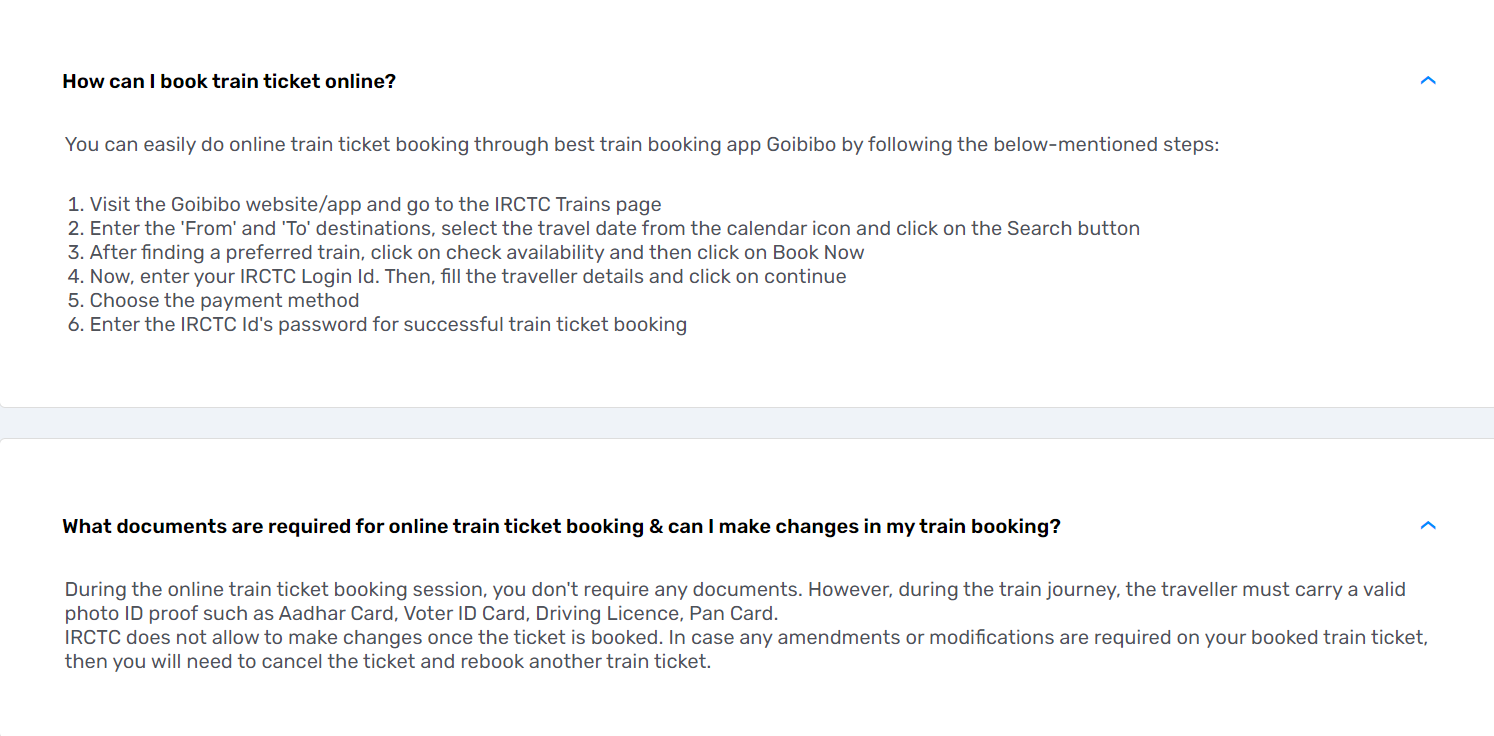 How can I book train ticket online?
You can easily do online train ticket booking through best train booking app Goibibo by following the below-mentioned steps:
1. Visit the Goibibo website/app and go to the IRCTC Trains page
2. Enter the 'From' and 'To' destinations, select the travel date from the calendar icon and click on the Search button
3. After finding a preferred train, click on check availability and then click on Book Now
4. Now, enter your IRCTC Login Id. Then, fill the traveller details and click on continue
5. Choose the payment method
6. Enter the IRCTC Id's password for successful train ticket booking
What documents are required for online train ticket booking & can I make changes in my train booking?
During the online train ticket booking session, you don't require any documents. However, during the train journey, the traveller must carry a valid
photo ID proof such as Aadhar Card, Voter ID Card, Driving Licence, Pan Card.
IRCTC does not allow to make changes once the ticket is booked. In case any amendments or modifications are required on your booked train ticket,
then you will need to cancel the ticket and rebook another train ticket.